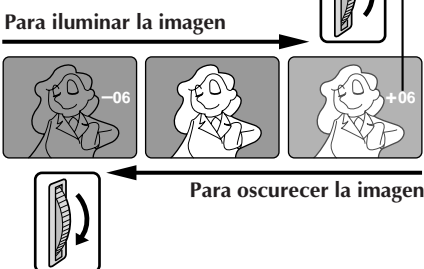 Para iluminar la imagen
–06
+06
Para oscurecer la imagen